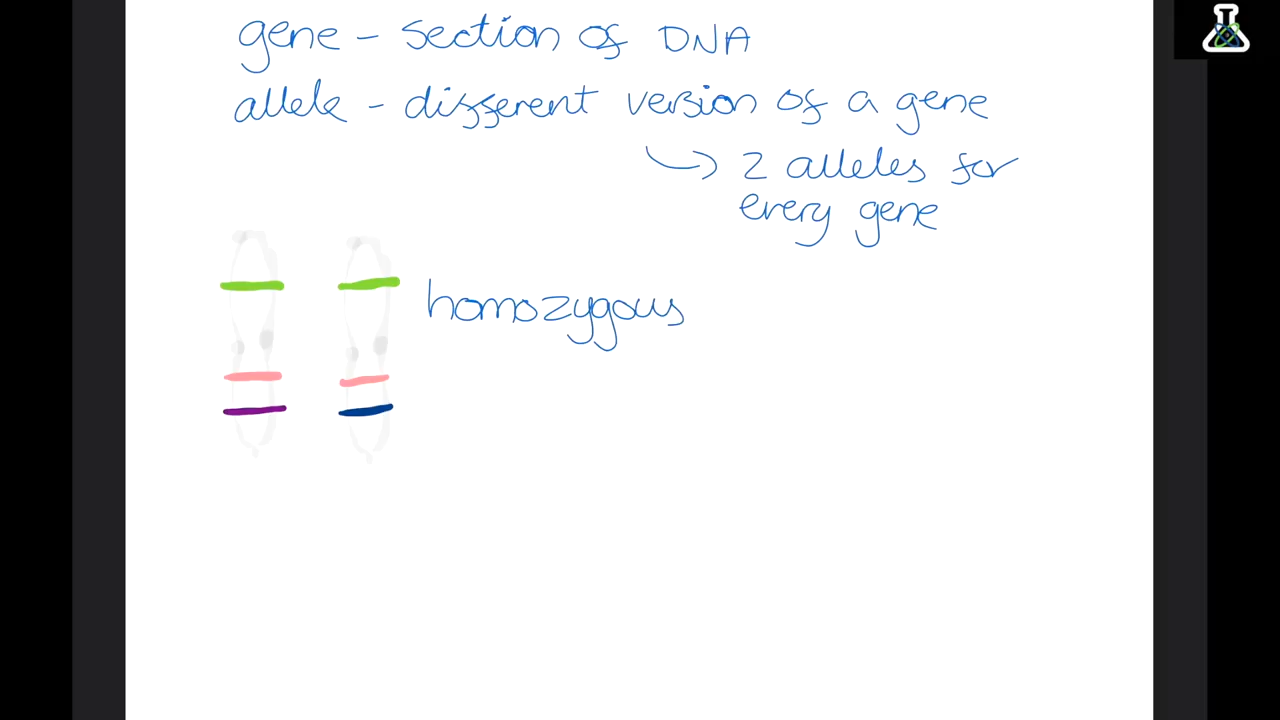 gene - section of DNA
allele - different version of a gene
2 alleles for
every gene
homozygous